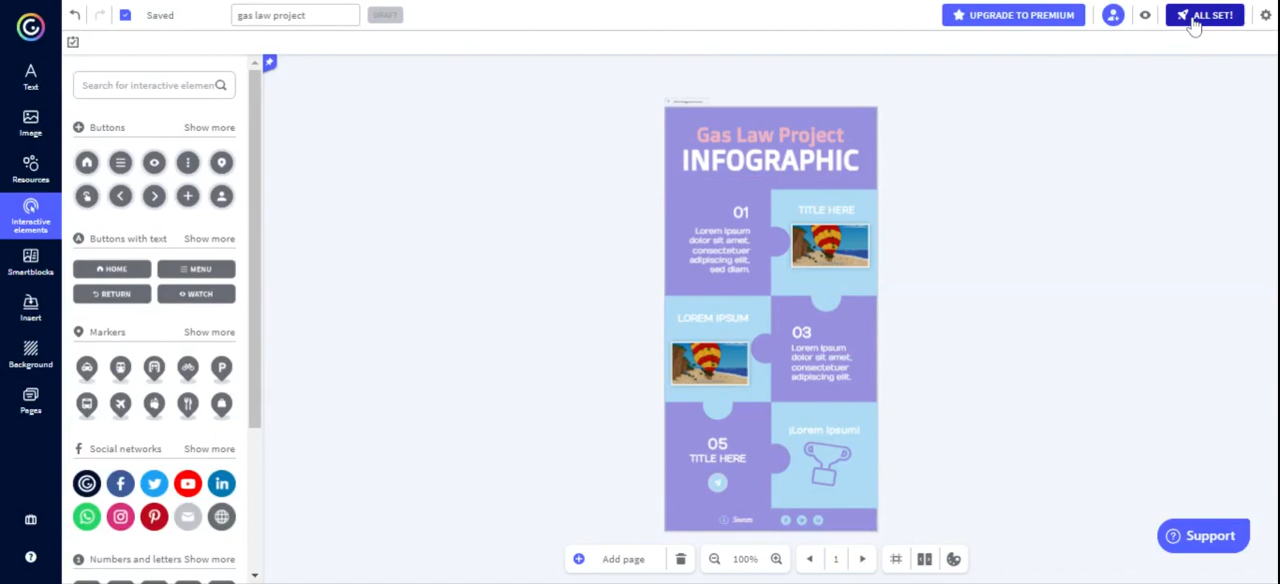 Saved
gas law project
DRAFT
UPGRADE TO PREMIUM
ALL SET!
Text
Image
Resources
Interactive
elements
Smartblocks
Insert
Background
Pages
Search for interactive elemen
Buttons
Show more
Buttons with text
Show more
HOME
MENU
RETURN
WATCH
Markers
Show more
P
Social networks
Show more
Numbers and letters
Show more
Gas Law Project
INFOGRAPHIC
01
Lorem ipsum
dolor sit amet,
consectetuer
adipiscing elit,
sed diam.
TITLE HERE
LOREM IPSUM
03
Lorem ipsum
dolor sit amet,
consectetuer
adipiscing elit.
05
TITLE HERE
¡Lorem Ipsum!
Add page
100%
1
Support